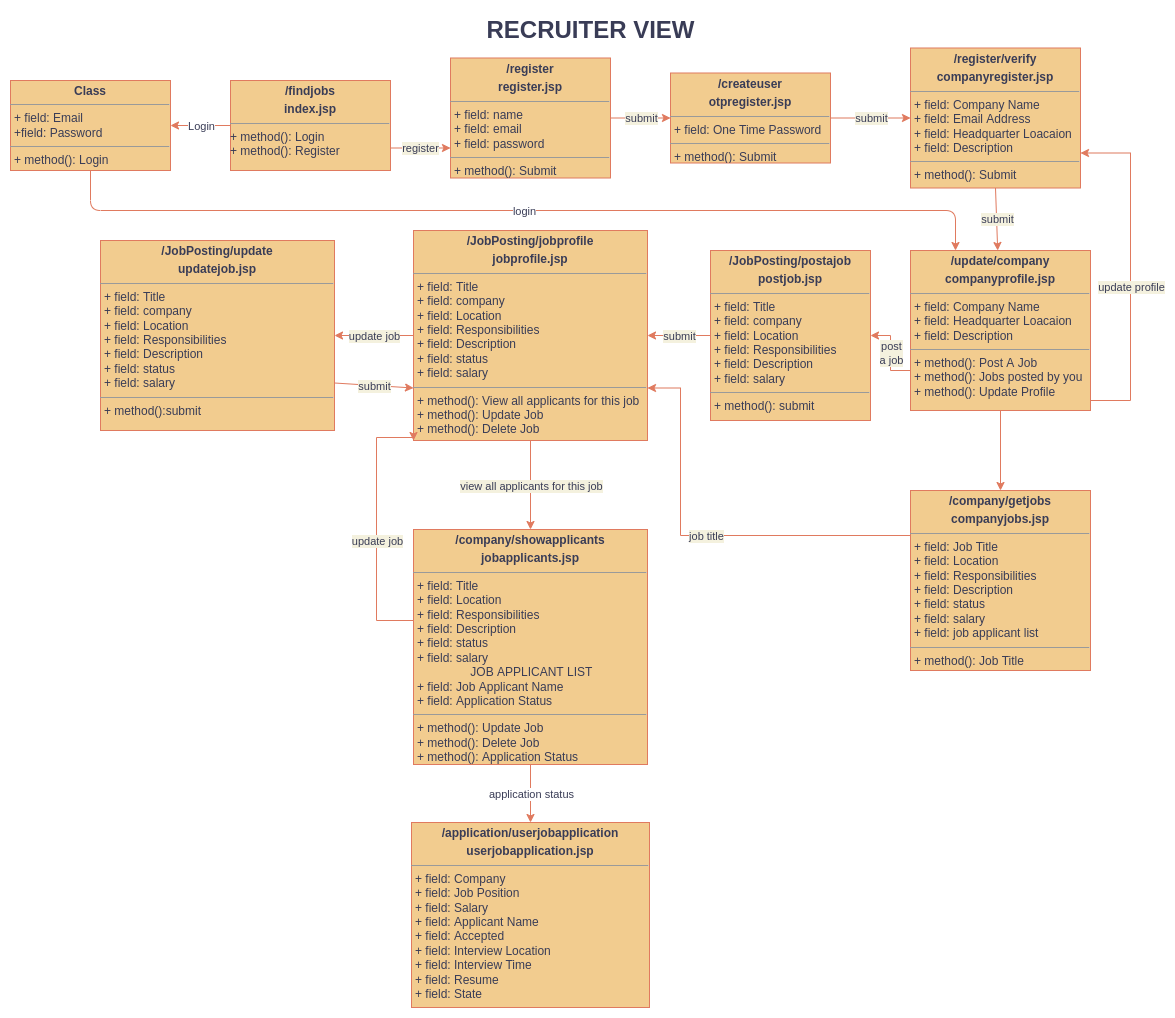 RECRUITER VIEW
Class
+ field: Email
+field: Password
+ method(): Login
Login
/findjobs
index.jsp
+ method(): Login
+ method(): Register
register
/register
register.jsp
+ field: name
+ field: email
+ field: password
+ method(): Submit
submit
/createuser
otpregister.jsp
+ field: One Time Password
+ method(): Submit
submit
/register/verify
companyregister.jsp
+ field: Company Name
+ field: Email Address
+ field: Headquarter Loacaion
+ field: Description
+ method(): Submit
login
submit
update profile
/JobPosting/update
updatejob.jsp
+ field: Title
+ field: company
+ field: Location
+ field: Responsibilities
+ field: Description
+ field: status
+ field: salary
+ method():submit
update job
submit
/JobPosting/jobprofile
jobprofile.jsp
+ field: Title
+ field: company
+ field: Location
+ field: Responsibilities
+ field: Description
+ field: status
+ field: salary
+ method(): View all applicants for this job
+ method(): Update Job
+ method(): Delete Job
submit
/JobPosting/postajob
postjob.jsp
+ field: Title
+ field: company
+ field: Location
+ field: Responsibilities
+ field: Description
+ field: salary
+ method(): submit
post
a job
/update/company
companyprofile.jsp
+ field: Company Name
+ field: Headquarter Loacaion
+ field: Description
+ method(): Post A Job
+ method(): Jobs posted by you
+ method(): Update Profile
view all applicants for this job
update job
job title
/company/showapplicants
jobapplicants.jsp
+ field: Title
+ field: Location
+ field: Responsibilities
+ field: Description
+ field: status
+ field: salary
JOB APPLICANT LIST
+ field: Job Applicant Name
+ field: Application Status
+ method(): Update Job
+ method(): Delete Job
+ method(): Application Status
/company/getjobs
companyjobs.jsp
+ field: Job Title
+ field: Location
+ field: Responsibilities
+ field: Description
+ field: status
+ field: salary
+ field: job applicant list
+ method(): Job Title
application status
/application/userjobapplication
userjobapplication.jsp
+ field: Company
+ field: Job Position
+ field: Salary
+ field: Applicant Name
+ field: Accepted
+ field: Interview Location
+ field: Interview Time
+ field: Resume
+ field: State